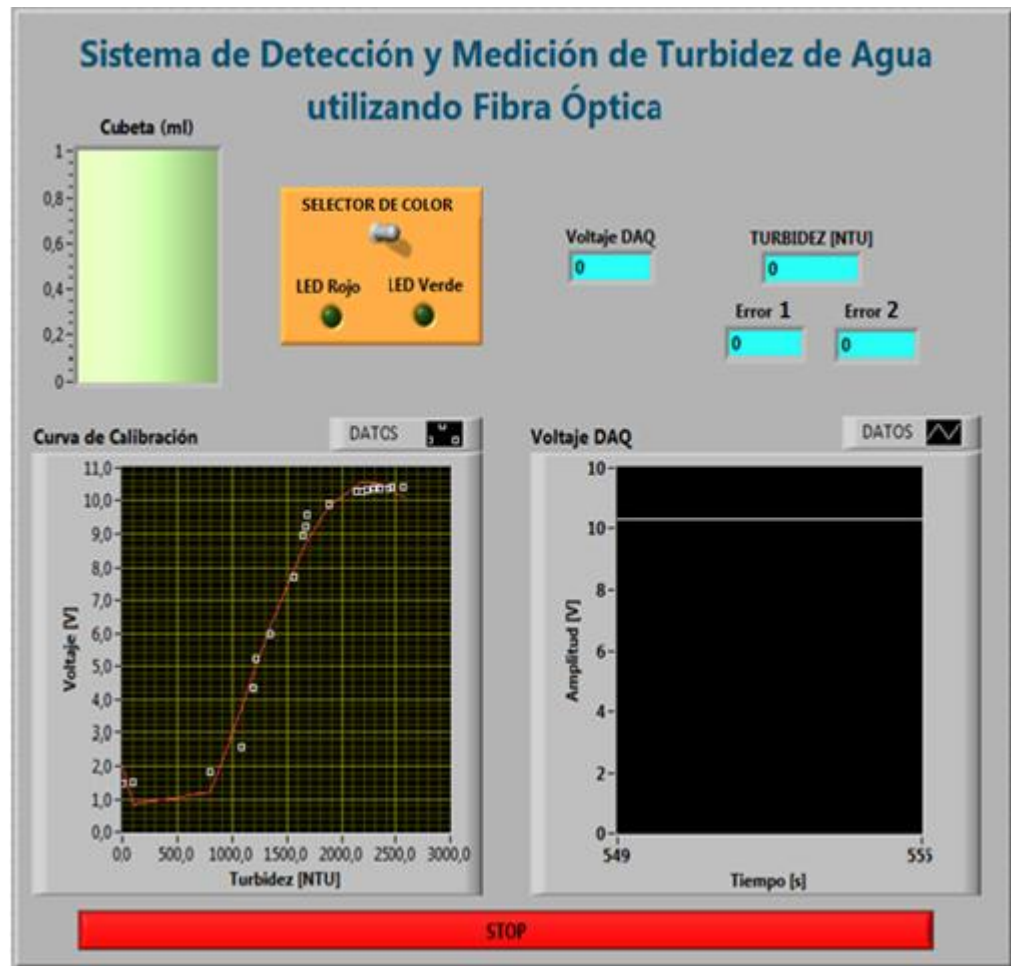 Sistema de Detección y Medición de Turbidez de Agua
utilizando Fibra Óptica
Cubeta (ml)
1
0,8
0,6
0,4
0,2
0
SELECTOR DE COLOR
LED Rojo LED Verde
Voltaje DAQ
0
TURBIDEZ [NTU]
0
Error 1 Error 2
0 0
Curva de Calibración
DATOS
11,0
10,0
9,0
8,0
7,0
6,0
5,0
4,0
3,0
2,0
1,0
0,0
Voltaje [V]
0,0 500,0 1000,0 1500,0 2000,0 2500,0 3000,0
Turbidez [NTU]
Voltaje DAQ
DATOS
10
10
8
6
4
2
0
Amplitud [V]
549 555
Tiempo [s]
STOP